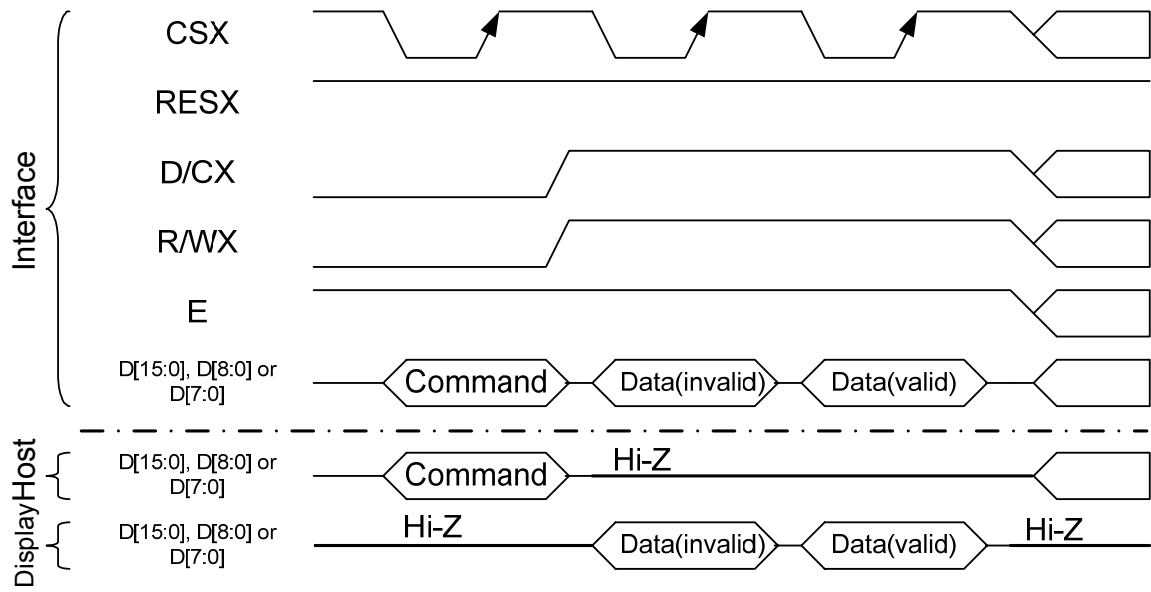 Interface
CSX
RESX
D/CX
R/WX
E
D[15:0], D[8:0] or
D[7:0]
Command
Data(invalid)
Data(valid)
Host
D[15:0], D[8:0] or
D[7:0]
Command
Hi-Z
Display
D[15:0], D[8:0] or
D[7:0]
Hi-Z
Data(invalid)
Data(valid)
Hi-Z